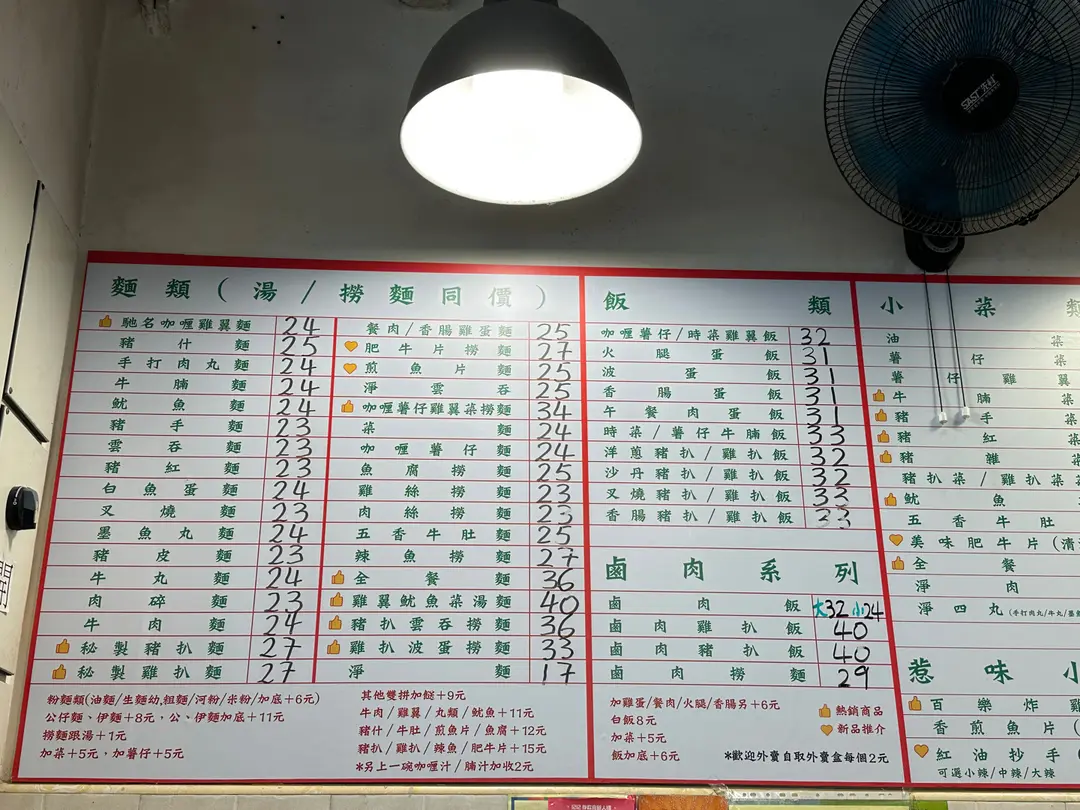 SAST 先科
麵類(湯/撈麵同價)
馳名咖喱雞翼麵 24
豬什麵 25
手打肉丸麵 24
牛腩麵 24
魷魚麵 24
豬手麵 23
雲吞麵 23
豬紅麵 23
白魚蛋麵 24
叉燒麵 23
墨魚丸麵 24
豬皮麵 23
牛丸麵 24
肉碎麵 23
牛肉麵 24
秘製豬扒麵 27
秘製雞扒麵 27
餐肉/香腸雞蛋麵 25
肥牛片撈麵 27
煎魚片麵 25
淨雲吞 25
咖喱薯仔雞翼菜撈麵 34
菜麵 24
咖喱薯仔麵 24
魚腐撈麵 25
雞絲撈麵 23
肉絲撈麵 23
五香牛肚麵 25
辣魚撈麵 27
全餐麵 36
雞翼魷魚菜湯麵 40
豬扒雲吞撈麵 36
雞扒波蛋撈麵 33
淨麵 17
粉麵類(油麵/生麵幼,粗麵/河粉/米粉/加底+6元)
公仔麵、伊麵+8元，公、伊麵加底+11元
撈麵跟湯+1元
加菜+5元，加薯仔+5元
其他雙拼加餸+9元
牛肉/雞翼/丸類/魷魚+11元
豬什/牛肚/煎魚片/魚腐+12元
豬扒/雞扒/辣魚/肥牛片+15元
*另上一碗咖喱汁/腩汁加收2元
飯類
咖喱薯仔/時菜雞翼飯 32
火腿蛋飯 31
波蛋飯 31
香腸蛋飯 31
午餐肉蛋飯 31
時菜/薯仔牛腩飯 33
洋蔥豬扒/雞扒飯 32
沙丹豬扒/雞扒飯 32
叉燒豬扒/雞扒飯 33
香腸豬扒/雞扒飯 33
鹵肉系列
鹵肉飯 大32 小24
鹵肉雞扒飯 40
鹵肉豬扒飯 40
鹵肉撈麵 29
加雞蛋/餐肉/火腿/香腸另+6元
白飯8元
加菜+5元
飯加底+6元
熱銷商品
新品推介
*歡迎外賣自取外賣盒每個2元
小菜類
油菜
薯仔菜
薯仔雞翼
牛腩菜
豬手菜
豬紅菜
豬雜菜
豬扒菜/雞扒菜
魷魚
五香牛肚
美味肥牛片(清
全餐
淨肉
淨四丸(手打肉丸/牛丸/墨
惹味小
百樂炸雞
香煎魚片(
紅油抄手
可選小辣/中辣/大辣